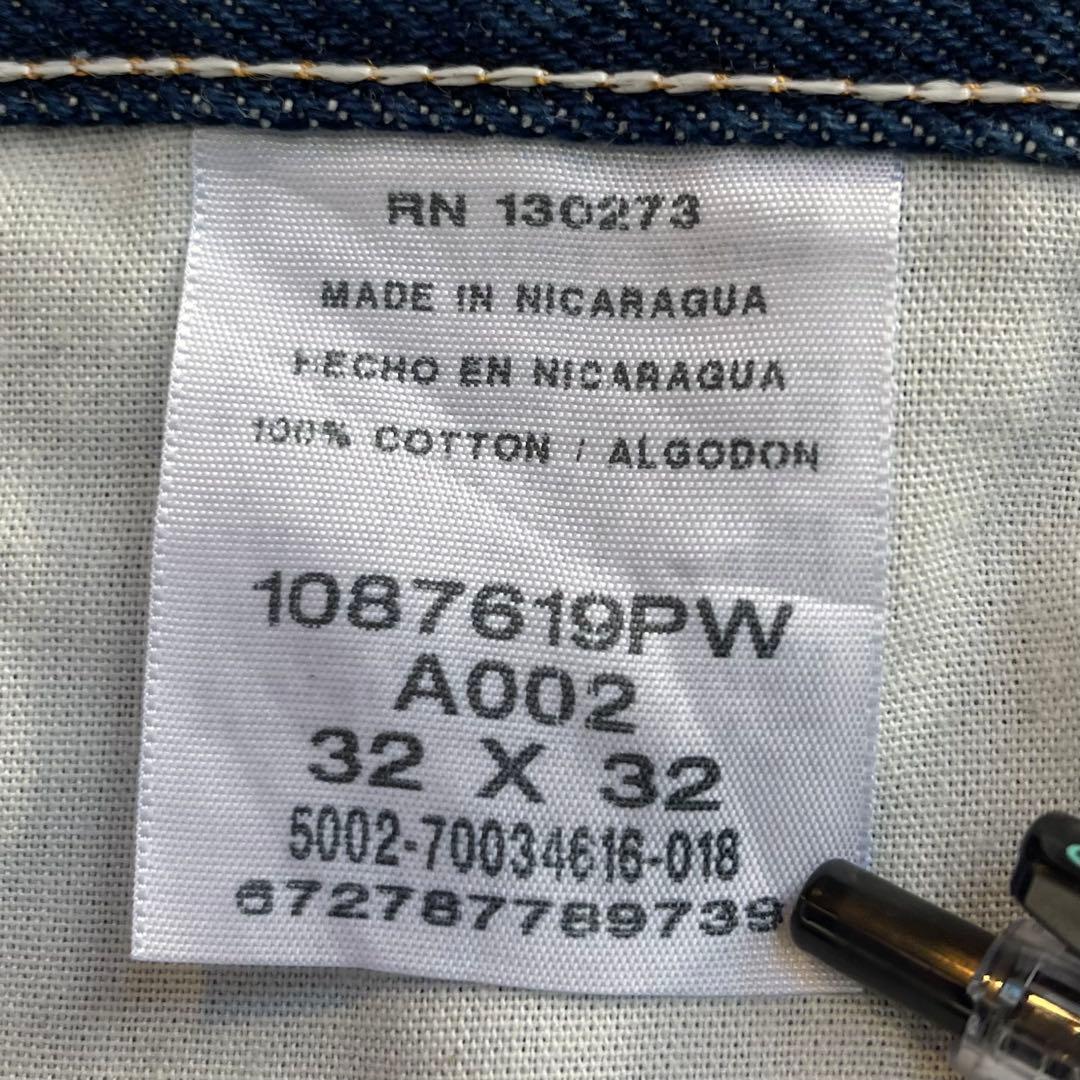 RN 130273
MADE IN NICARAGUA
HECHO EN NICARAGUA
100% COTTON / ALGODON
1087619PW
A002
32 X 32
5002-70034616-018
672787789739